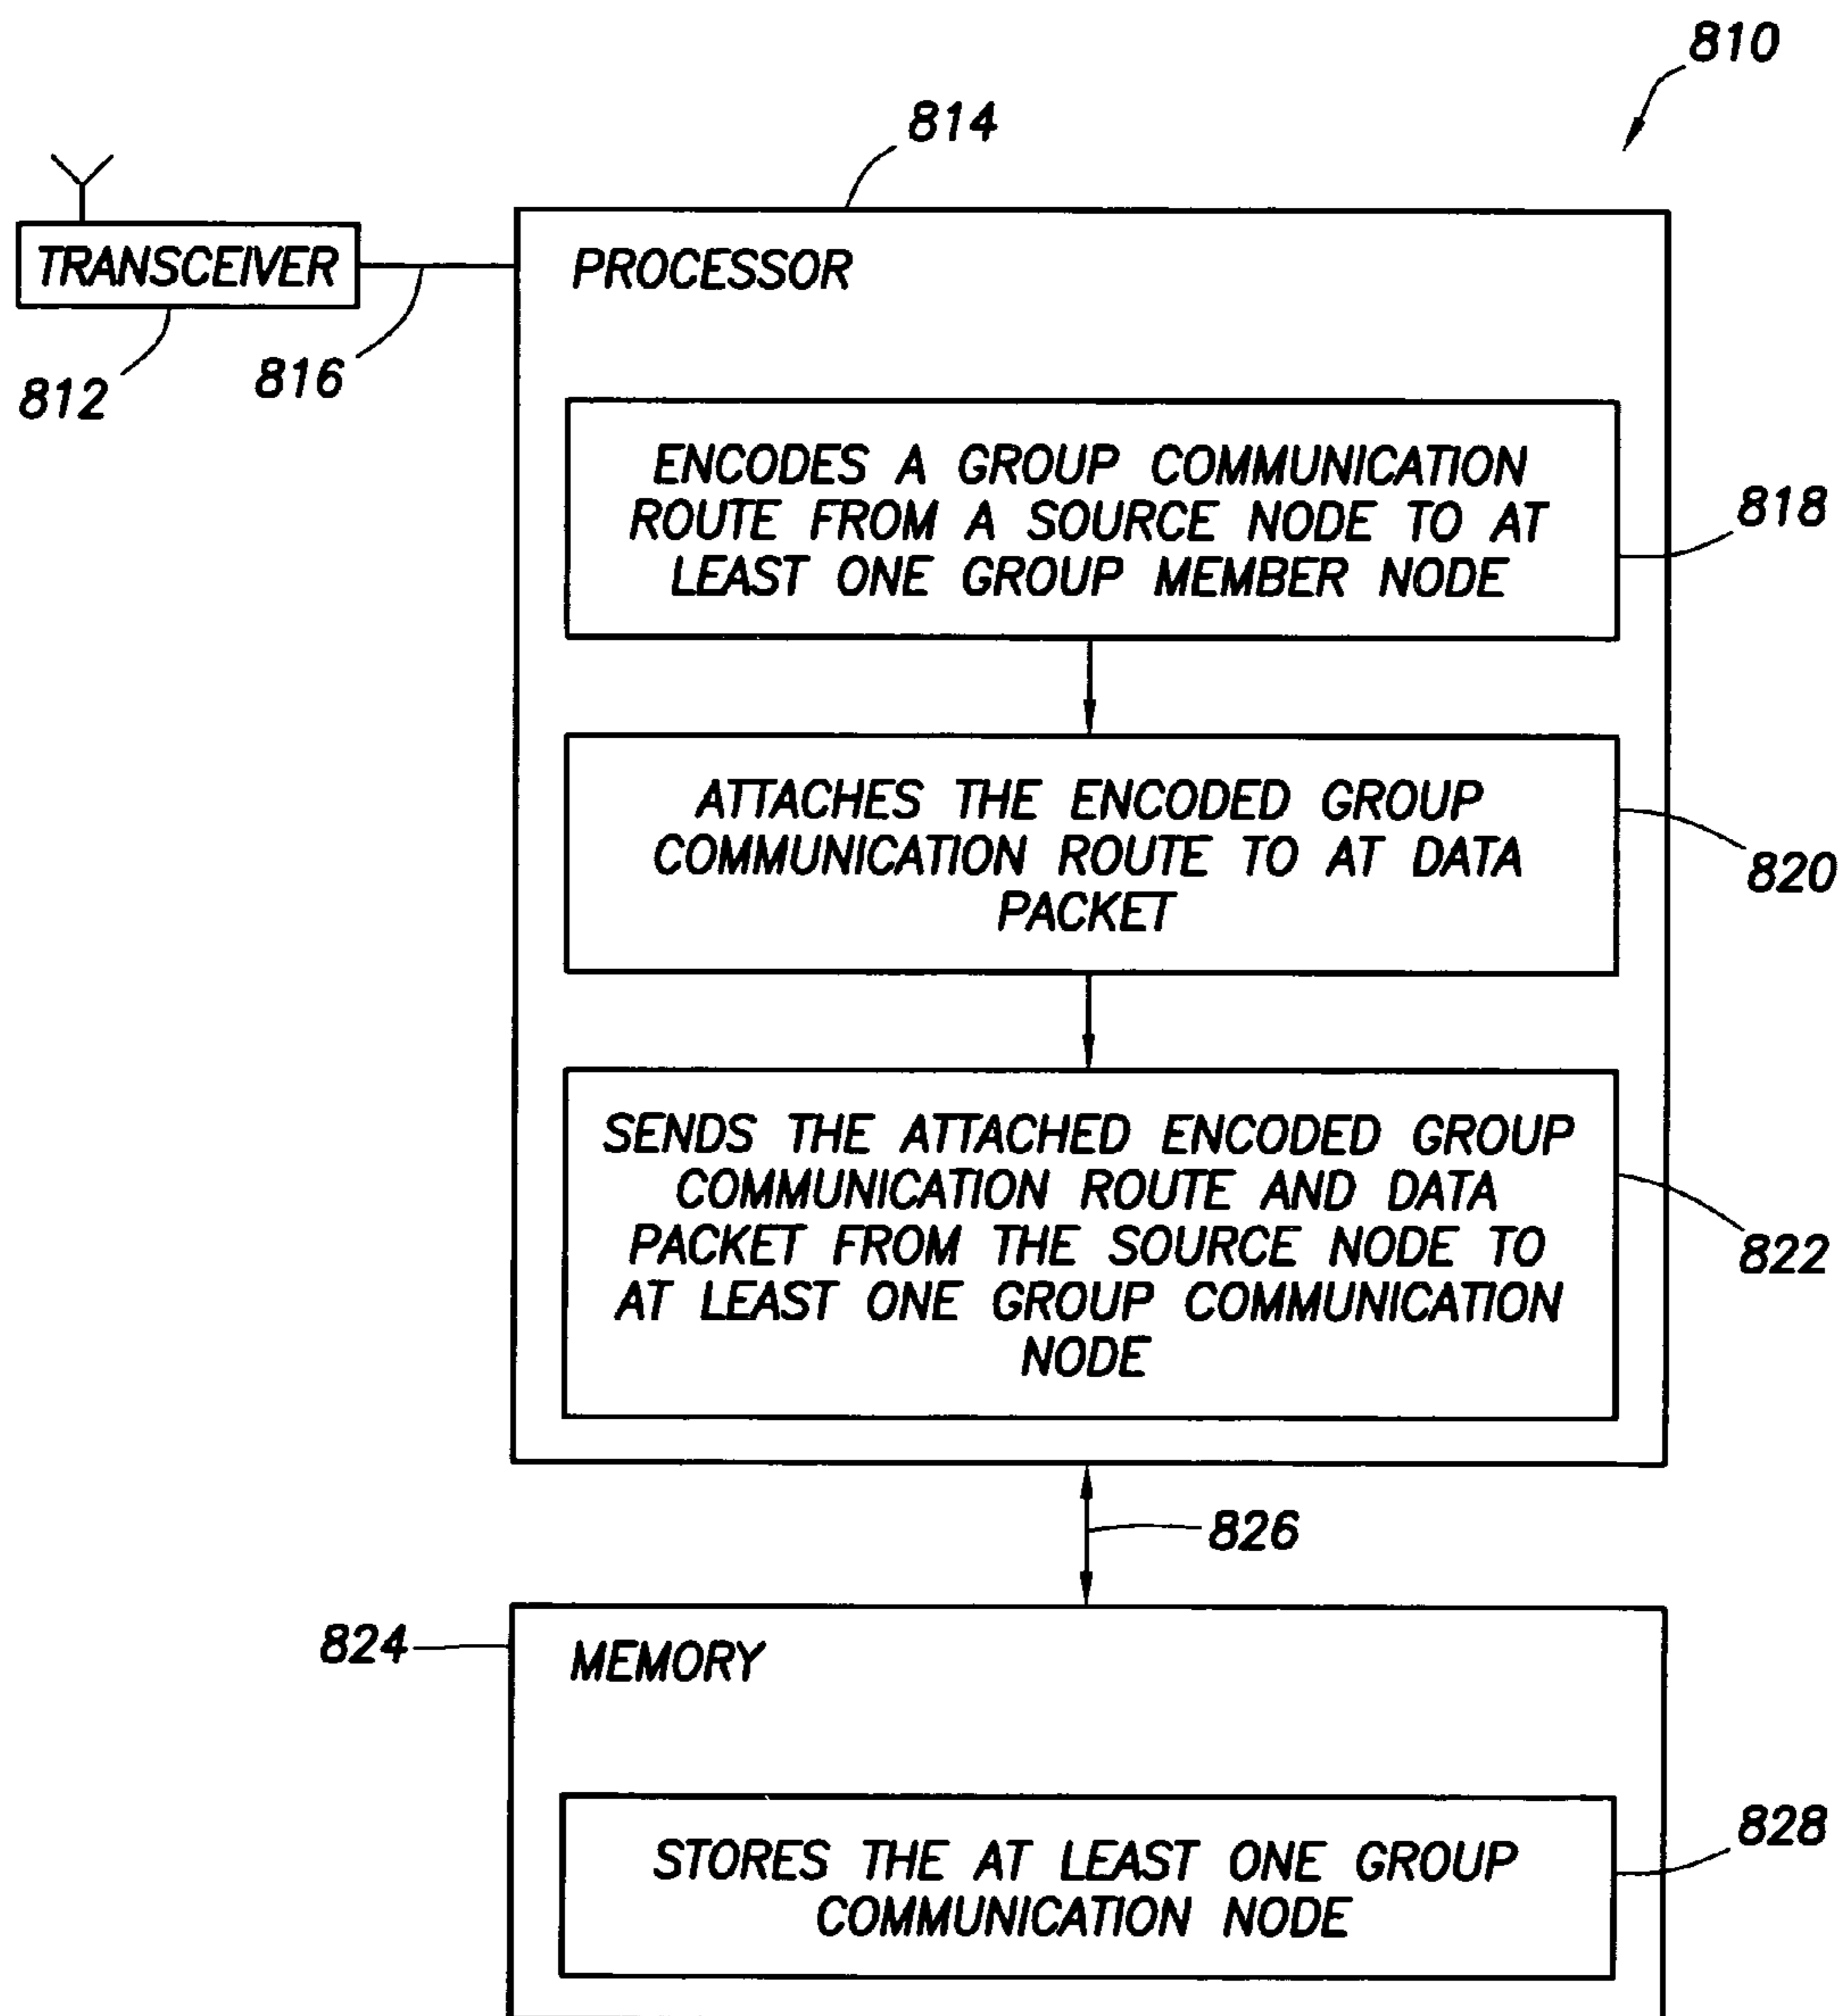 810
814
TRANSCEIVER
PROCESSOR
812
816
ENCODES A GROUP COMMUNICATION
ROUTE FROM A SOURCE NODE TO AT
LEAST ONE GROUP MEMBER NODE
818
ATTACHES THE ENCODED GROUP
COMMUNICATION ROUTE TO AT DATA
PACKET
820
SENDS THE ATTACHED ENCODED GROUP
COMMUNICATION ROUTE AND DATA
PACKET FROM THE SOURCE NODE TO
AT LEAST ONE GROUP COMMUNICATION
NODE
822
826
824
MEMORY
STORES THE AT LEAST ONE GROUP
COMMUNICATION NODE
828